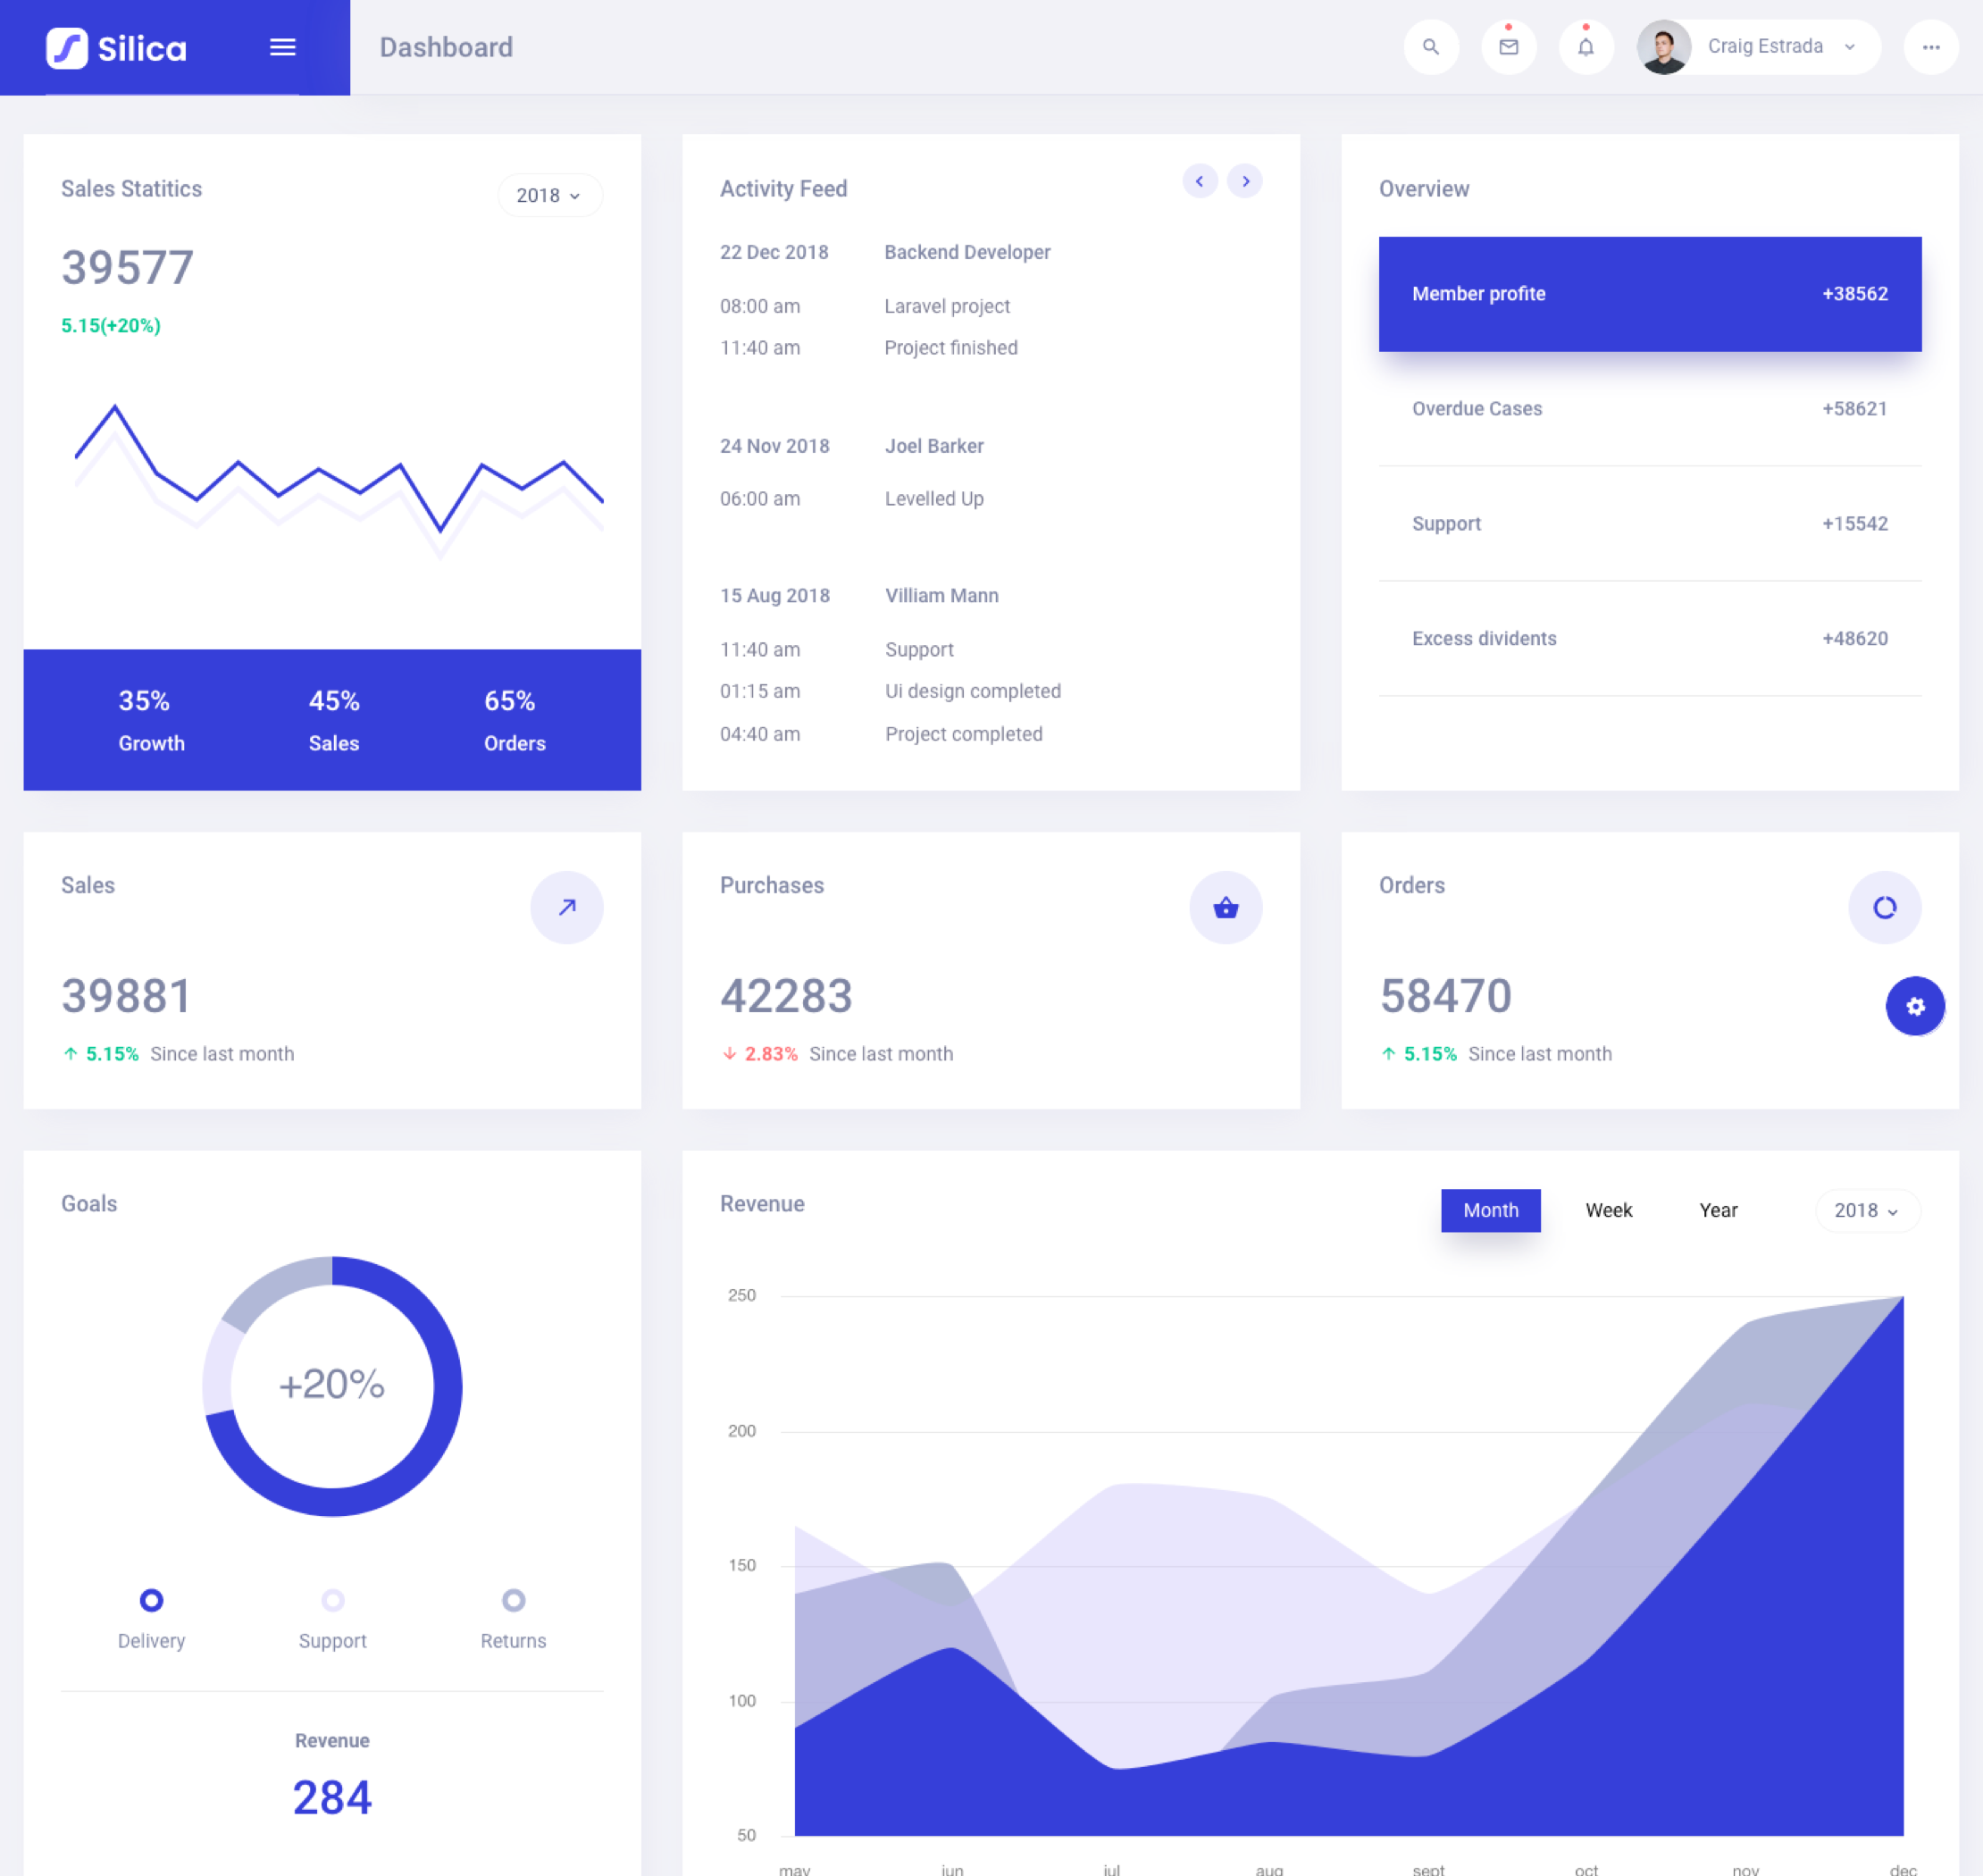 Silica
Dashboard
Craig Estrada
Sales Statitics
2018
39577
5.15(+20%)
35%
45%
65%
Growth
Sales
Orders
Activity Feed
22 Dec 2018 Backend Developer
08:00 am Laravel project
11:40 am Project finished
24 Nov 2018 Joel Barker
06:00 am Levelled Up
15 Aug 2018 Villiam Mann
11:40 am Support
01:15 am Ui design completed
04:40 am Project completed
Overview
Member profite +38562
Overdue Cases +58621
Support +15542
Excess dividents +48620
Sales
39881
5.15% Since last month
Purchases
42283
2.83% Since last month
Orders
58470
5.15% Since last month
Goals
+20%
Delivery
Support
Returns
Revenue
284
Revenue
Month
Week
Year
2018
250
200
150
100
50
may
jun
jul
aug
sept
oct
nov
dec